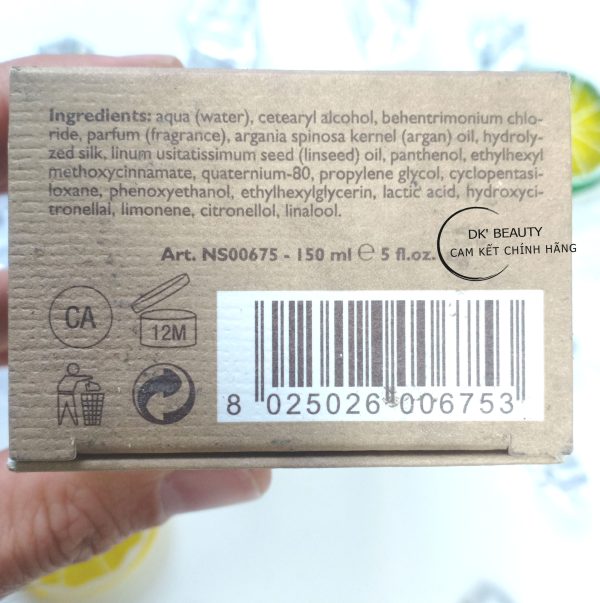 Ingredients: aqua (water), cetearyl alcohol, behentrimonium chlo-
ride, parfum (fragrance), argania spinosa kernel (argan) oil, hydroly-
zed silk, linum usitatissimum seed (linseed) oil, panthenol, ethylhexyl
methoxycinnamate, quaternium-80, propylene glycol, cyclopentasi-
loxane, phenoxyethanol, ethylhexylglycerin, lactic acid, hydroxyci-
tronellal, limonene, citronellol, linalool.
DK' BEAUTY
CAM KẾT CHÍNH HÃNG
Art. NS00675 - 150 ml ℮ 5 fl.oz.
CA
12M
8 025026 006753